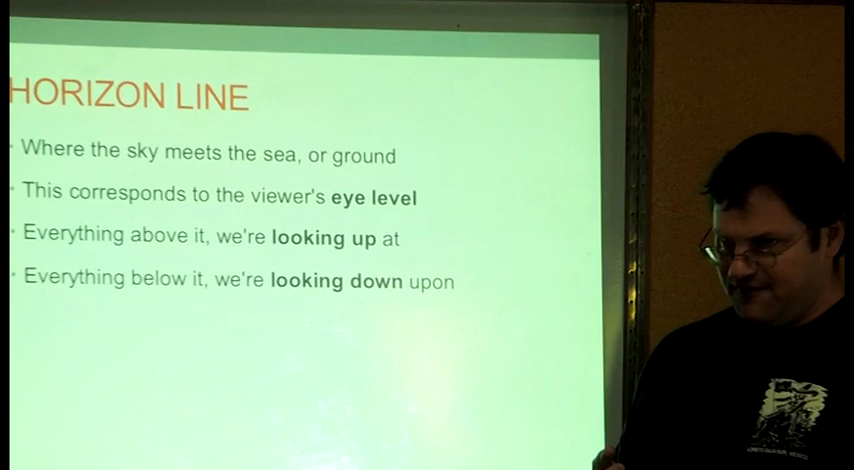 HORIZON LINE
• Where the sky meets the sea, or ground
• This corresponds to the viewer's eye level
• Everything above it, we're looking up at
• Everything below it, we're looking down upon